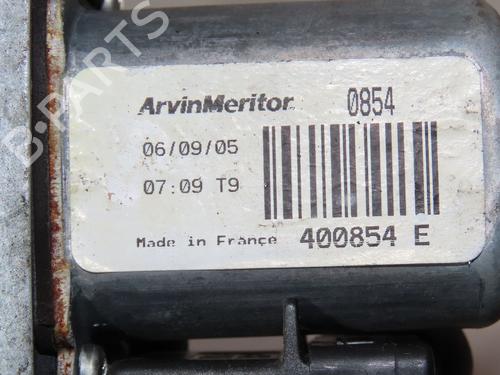 B-PARTS
ArvinMeritor 0854
06/09/05
07:09 T9
Made in France 400854 E